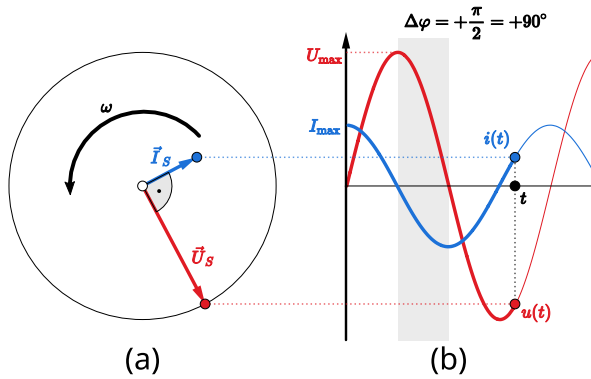 Δφ = +π/2 = +90°
U_max
I_max
ω
I⃗_S
i(t)
t
U⃗_S
u(t)
(a)
(b)